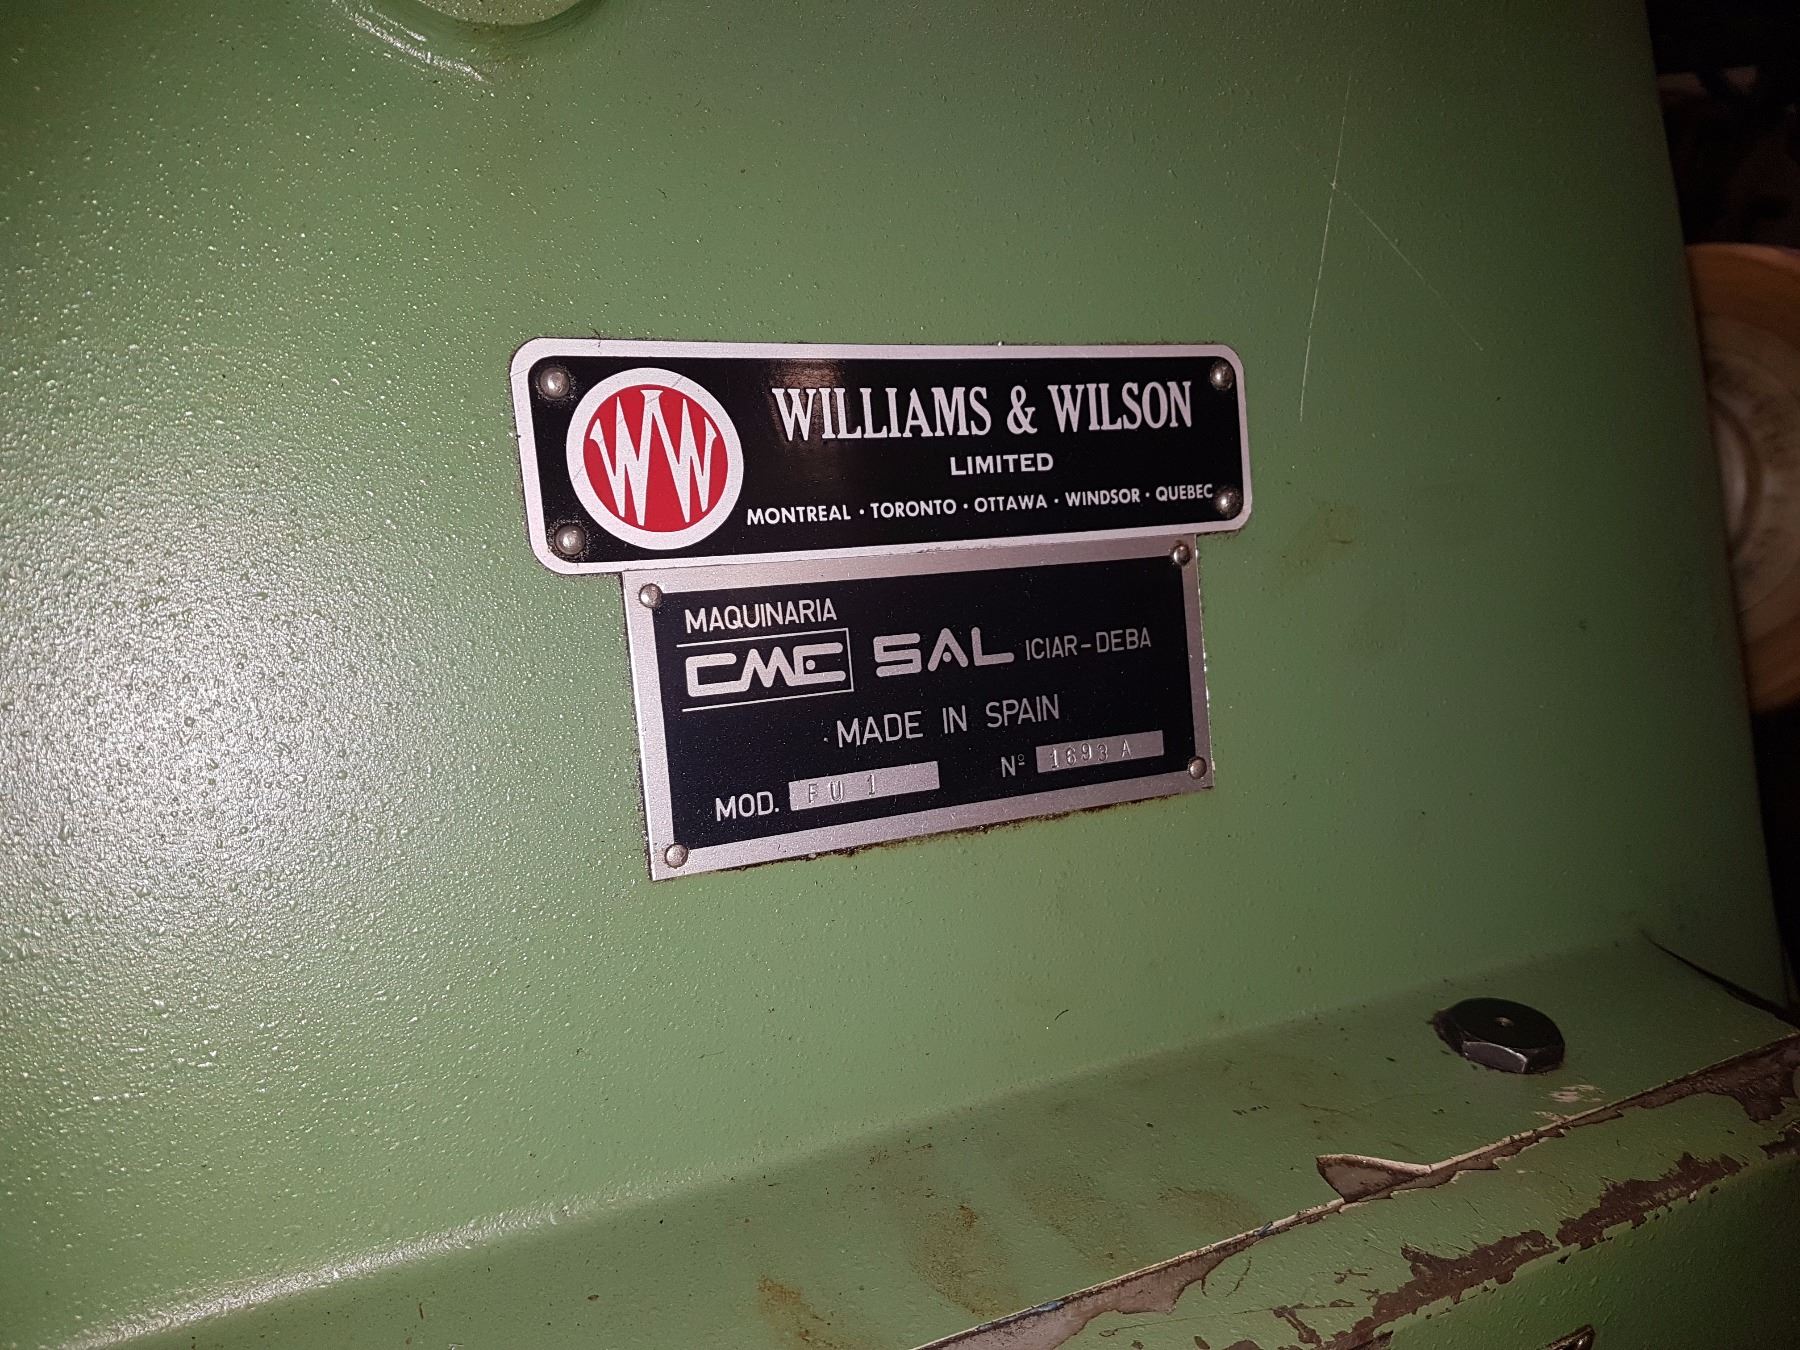 WW
WILLIAMS & WILSON
LIMITED
MONTREAL · TORONTO · OTTAWA · WINDSOR · QUEBEC
MAQUINARIA
CME SAL ICIAR-DEBA
MADE IN SPAIN
MOD. FU 1 Nº 1693 A